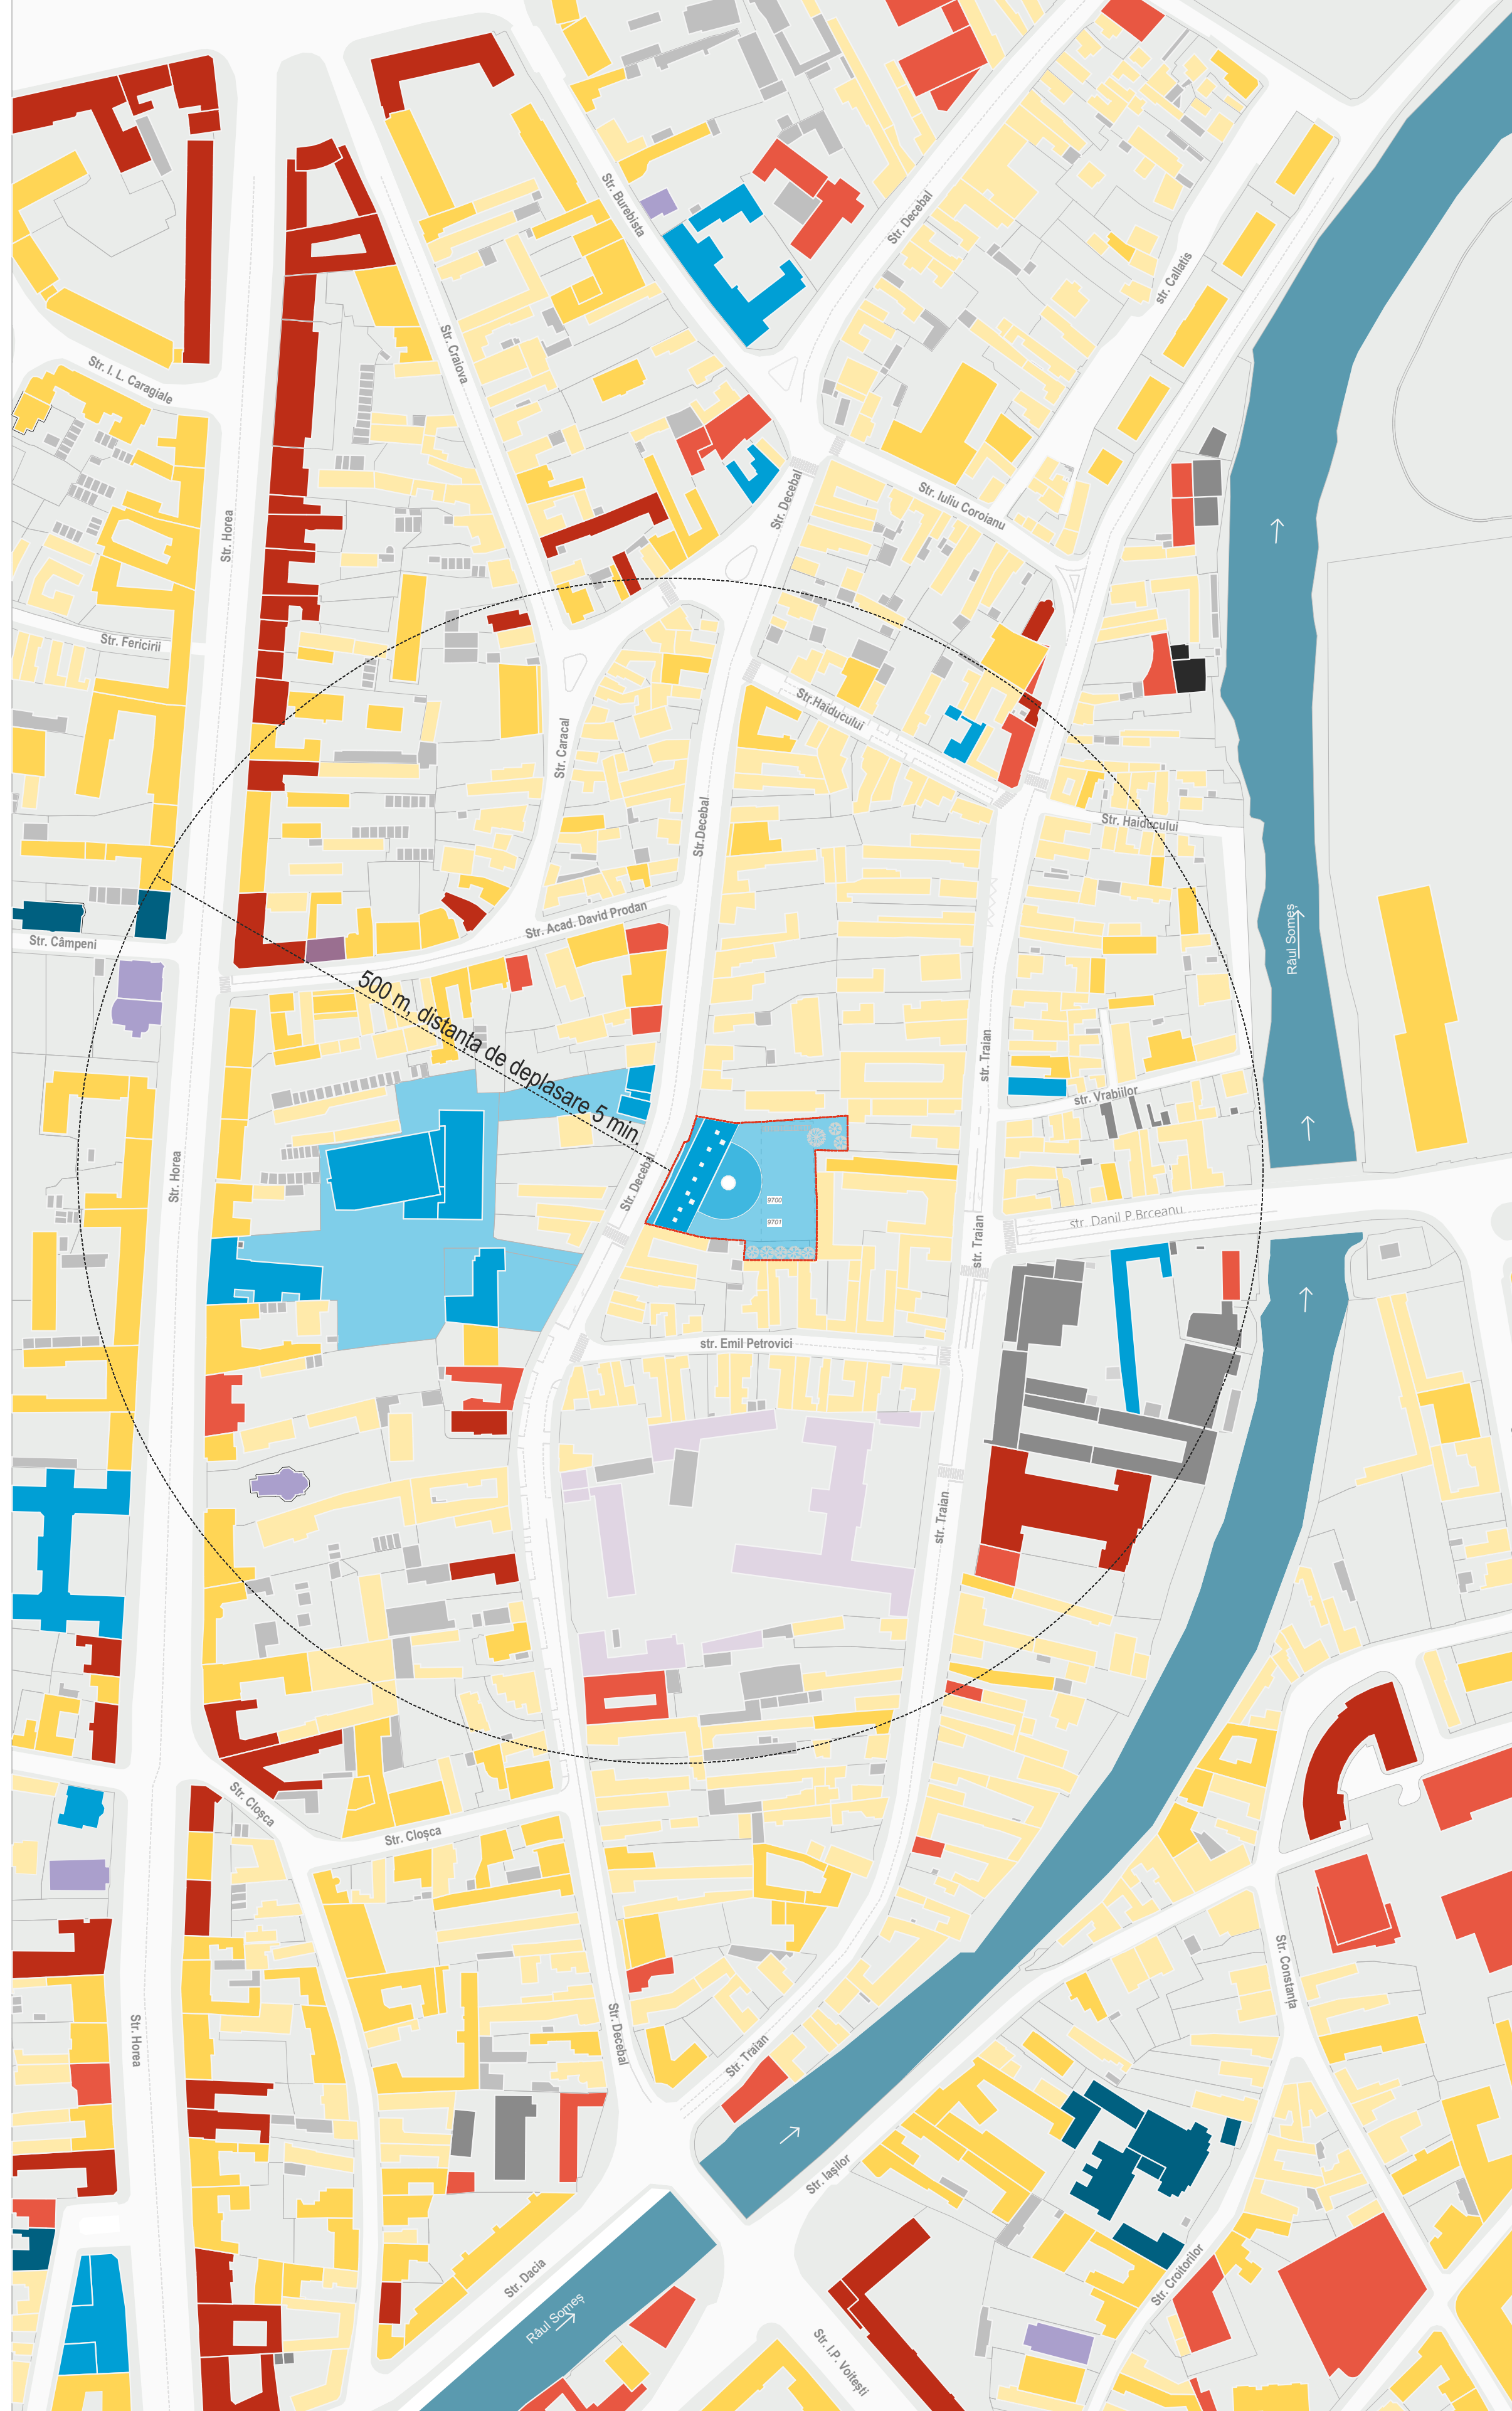 Str. Burebista
Str. Decebal
str. Callatis
Str. Craiova
Str. I. L. Caragiale
Str. Decebal
Str. Iuliu Coroianu
Str. Horea
Str. Fericirii
Str.Haiducului
Str. Caracal
Str.Decebal
Str. Haiducului
Str. Acad. David Prodan
Râul Someș
Str. Câmpeni
500 m, distanta de deplasare 5 min.
str. Traian
str. Vrabiilor
Str. Horea
Str. Decebal
9700
9701
str. Danil P.Brceanu
str. Traian
str. Emil Petrovici
str. Traian
Str. Cloșca
Str. Cloșca
Str. Constanța
Str. Horea
Str. Decebal
Str. Traian
Str. Iașilor
Str. Croitorilor
Str. Dacia
Râul Someș
Str. I.P. Voitești